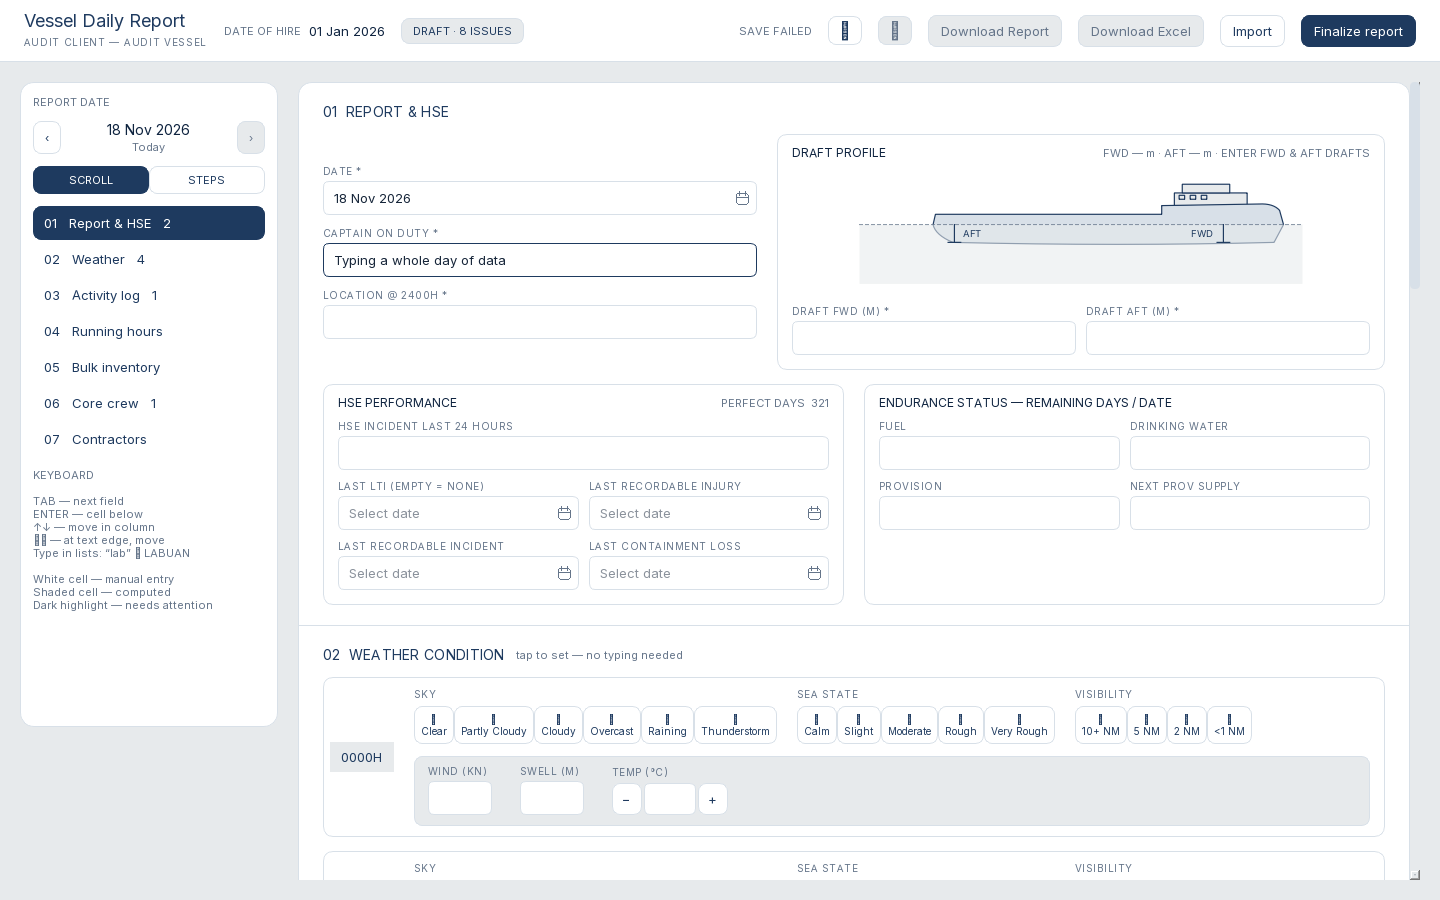 Vessel Daily Report
AUDIT CLIENT — AUDIT VESSEL
DATE OF HIRE 01 Jan 2026
DRAFT · 8 ISSUES
SAVE FAILED
Download Report
Download Excel
Import
Finalize report
REPORT DATE
‹
18 Nov 2026
Today
›
SCROLL
STEPS
01 Report & HSE 2
02 Weather 4
03 Activity log 1
04 Running hours
05 Bulk inventory
06 Core crew 1
07 Contractors
KEYBOARD
TAB — next field
ENTER — cell below
↑↓ — move in column
— at text edge, move
Type in lists: “lab” LABUAN
White cell — manual entry
Shaded cell — computed
Dark highlight — needs attention
01 REPORT & HSE
DATE *
18 Nov 2026
CAPTAIN ON DUTY *
Typing a whole day of data
LOCATION @ 2400H *
DRAFT PROFILE
FWD — m · AFT — m · ENTER FWD & AFT DRAFTS
AFT
FWD
DRAFT FWD (M) *
DRAFT AFT (M) *
HSE PERFORMANCE
PERFECT DAYS 321
HSE INCIDENT LAST 24 HOURS
LAST LTI (EMPTY = NONE)
LAST RECORDABLE INJURY
Select date
Select date
LAST RECORDABLE INCIDENT
LAST CONTAINMENT LOSS
Select date
Select date
ENDURANCE STATUS — REMAINING DAYS / DATE
FUEL
DRINKING WATER
PROVISION
NEXT PROV SUPPLY
02 WEATHER CONDITION tap to set — no typing needed
0000H
SKY
Clear
Partly Cloudy
Cloudy
Overcast
Raining
Thunderstorm
SEA STATE
Calm
Slight
Moderate
Rough
Very Rough
VISIBILITY
10+ NM
5 NM
2 NM
<1 NM
WIND (KN)
SWELL (M)
TEMP (°C)
−
+
SKY
SEA STATE
VISIBILITY